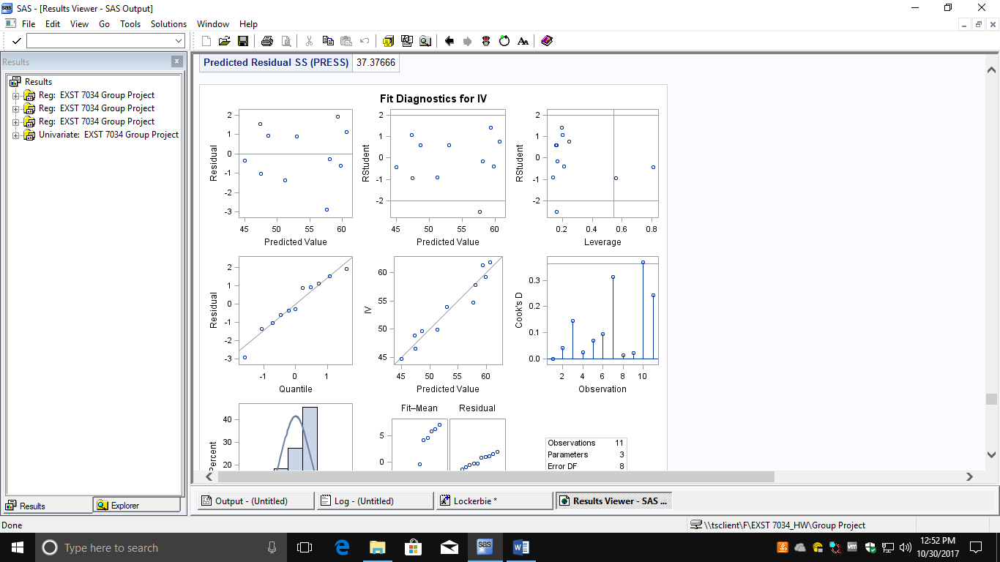 SAS - [Results Viewer - SAS Output]
File Edit View Go Tools Solutions Window Help
Results
Results
Reg: EXST 7034 Group Project
Reg: EXST 7034 Group Project
Reg: EXST 7034 Group Project
Univariate: EXST 7034 Group Project
Predicted Residual SS (PRESS) 37.37666
Fit Diagnostics for IV
2
1
0
-1
-2
-3
Residual
45 50 55 60
Predicted Value
2
1
0
-1
-2
RStudent
45 50 55 60
Predicted Value
2
1
0
-1
-2
RStudent
0.2 0.4 0.6 0.8
Leverage
2
1
0
-1
-2
-3
Residual
-1 0 1
Quantile
60
55
50
45
IV
45 50 55 60
Predicted Value
0.3
0.2
0.1
0.0
Cook's D
2 4 6 8 10
Observation
40
30
20
Percent
Fit–Mean Residual
5
0
Observations 11
Parameters 3
Error DF 8
Results Explorer
Output - (Untitled) Log - (Untitled) Lockerbie * Results Viewer - SAS ...
Done
\\tsclient\F\EXST 7034_HW\Group Project
Type here to search
12:52 PM
10/30/2017